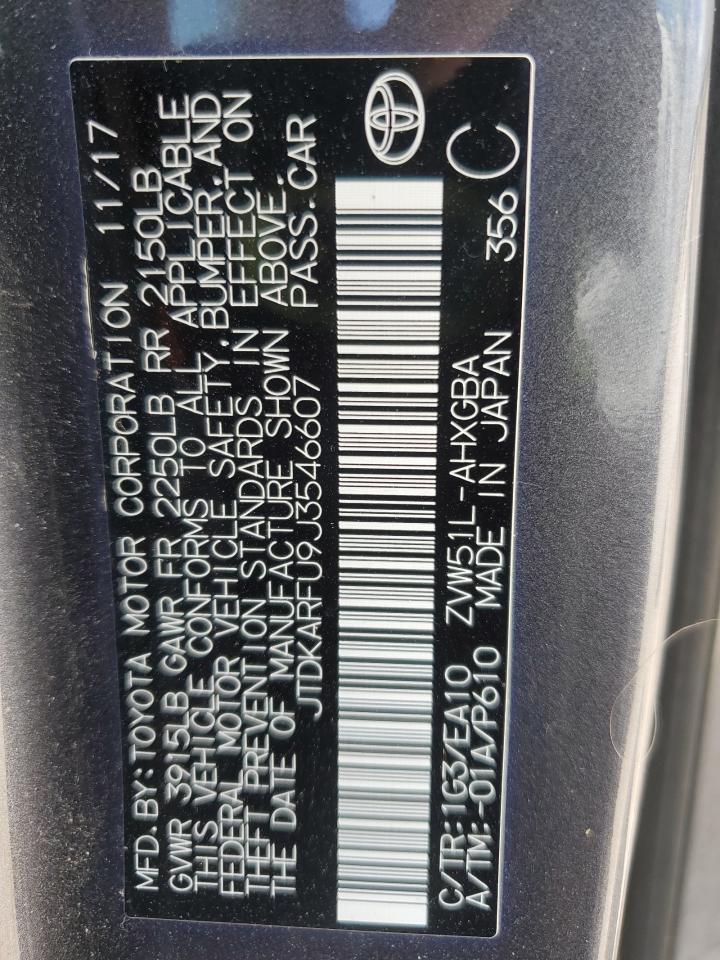 MFD. BY: TOYOTA MOTOR CORPORATION 11/17
GVWR 3915LB GAWR FR 2250LB RR 2150LB
THIS VEHICLE CONFORMS TO ALL APPLICABLE
FEDERAL MOTOR VEHICLE SAFETY, BUMPER, AND
THEFT PREVENTION STANDARDS IN EFFECT ON
THE DATE OF MANUFACTURE SHOWN ABOVE.
JTDKARFU9J3546607 PASS. CAR
C/TR: 1G3/EA10 ZVW51L-AHXGBA
A/TM: -01A/P610 MADE IN JAPAN 356 C